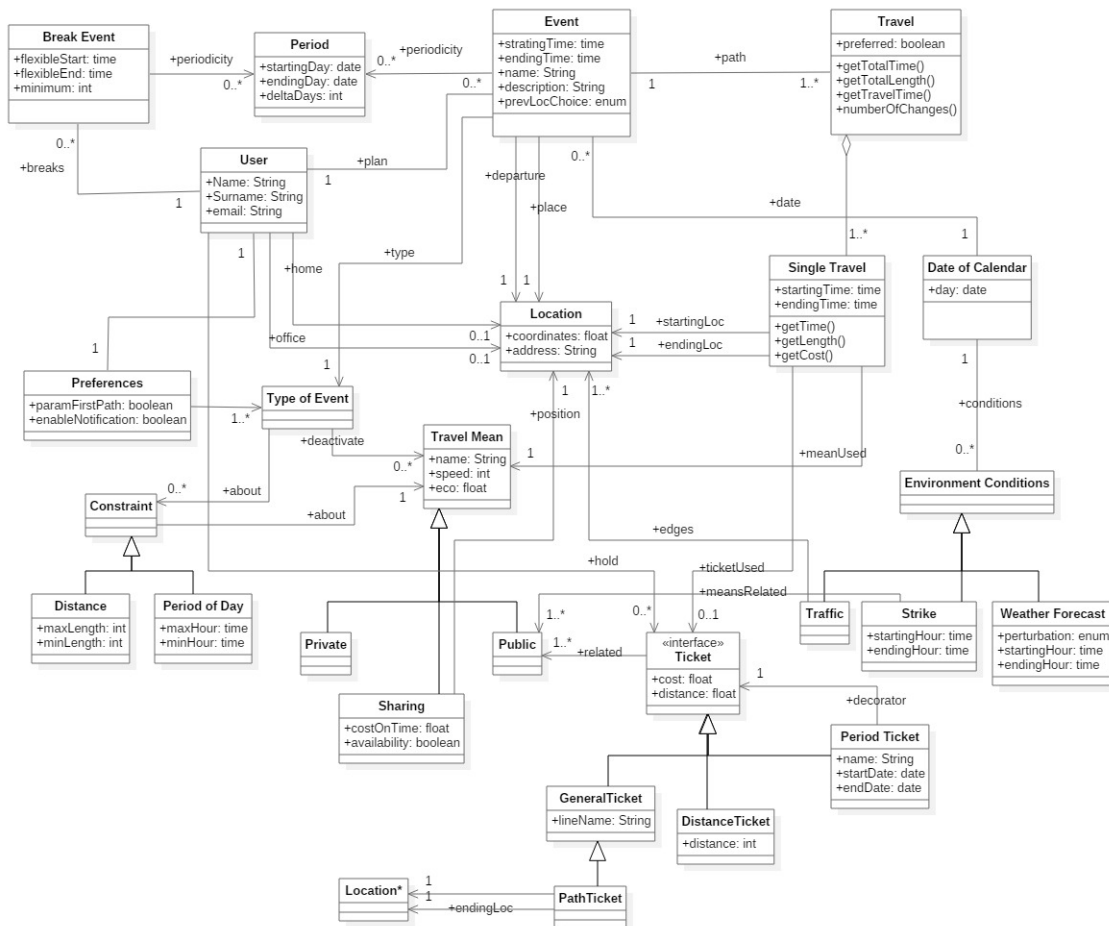 Break Event
+flexibleStart: time
+flexibleEnd: time
+minimum: int
+periodicity
0..*
Period
+startingDay: date
+endingDay: date
+deltaDays: int
+periodicity
0..*
Event
+stratingTime: time
+endingTime: time
+name: String
+description: String
+prevLocChoice: enum
0..*
+path
1
1..*
Travel
+preferred: boolean
+getTotalTime()
+getTotalLength()
+getTravelTime()
+numberOfChanges()
0..*
+breaks
1
User
+Name: String
+Surname: String
+email: String
+plan
1
0..*
+departure
+place
+date
1..*
1
1
+home
+type
1
1
Single Travel
+startingTime: time
+endingTime: time
+getTime()
+getLength()
+getCost()
Date of Calendar
+day: date
Location
+coordinates: float
+address: String
1
+startingLoc
1
+endingLoc
0..1
+office
0..1
1
1
1
1..*
1
Preferences
+paramFirstPath: boolean
+enableNotification: boolean
1..*
Type of Event
+position
+conditions
+deactivate
Travel Mean
+name: String
+speed: int
+eco: float
0..*
1
+meanUsed
0..*
Environment Conditions
0..*
+about
1
Constraint
+about
+edges
+hold
+ticketUsed
+meansRelated
Distance
+maxLength: int
+minLength: int
Period of Day
+maxHour: time
+minHour: time
1..*
0..*
0..1
Traffic
Strike
+startingHour: time
+endingHour: time
Weather Forecast
+perturbation: enum
+startingHour: time
+endingHour: time
Private
Public
1..*
+related
«interface»
Ticket
+cost: float
+distance: float
1
+decorator
Sharing
+costOnTime: float
+availability: boolean
Period Ticket
+name: String
+startDate: date
+endDate: date
GeneralTicket
+lineName: String
DistanceTicket
+distance: int
Location*
1
1
+endingLoc
PathTicket